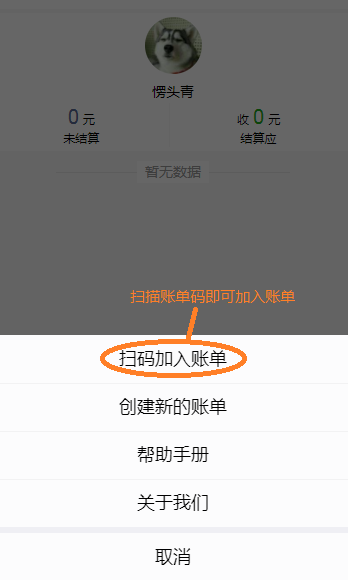 愣头青
0 元
未结算
收 0 元
结算应
暂无数据
扫描账单码即可加入账单
扫码加入账单
创建新的账单
帮助手册
关于我们
取消